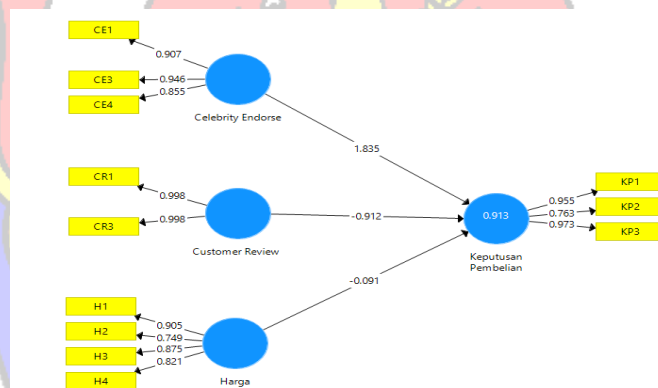 CE1
0.907
CE3
0.946
CE4
0.855
Celebrity Endorse
1.835
CR1
0.998
CR3
0.998
Customer Review
-0.912
KP1
0.955
KP2
0.763
KP3
0.973
0.913
Keputusan
Pembelian
-0.091
H1
0.905
H2
0.749
H3
0.875
H4
0.821
Harga